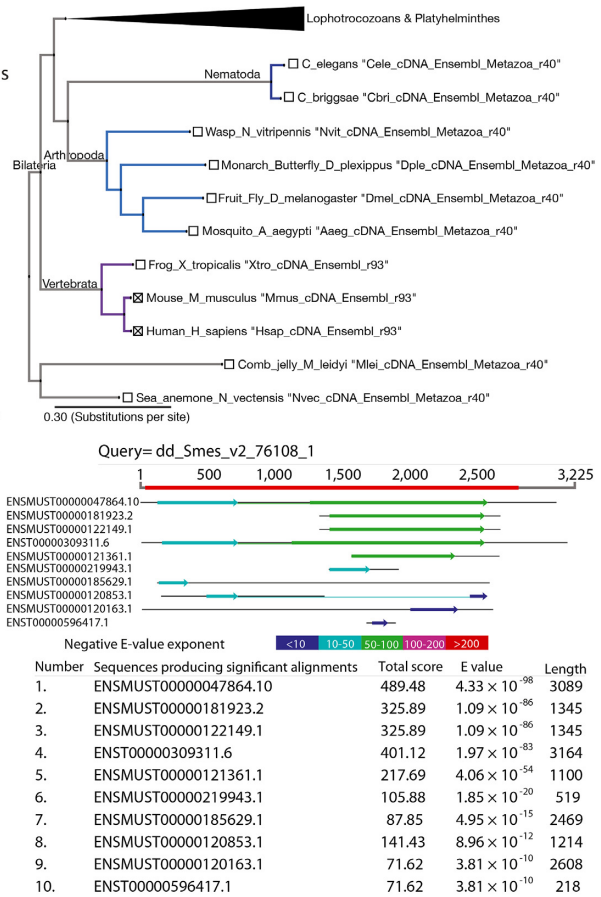 Lophotrocozoans & Platyhelminthes
s
Nematoda
C_elegans "Cele_cDNA_Ensembl_Metazoa_r40"
C_briggsae "Cbri_cDNA_Ensembl_Metazoa_r40"
Wasp_N_vitripennis "Nvit_cDNA_Ensembl_Metazoa_r40"
Arthropoda
Bilateria
Monarch_Butterfly_D_plexippus "Dple_cDNA_Ensembl_Metazoa_r40"
Fruit_Fly_D_melanogaster "Dmel_cDNA_Ensembl_Metazoa_r40"
Mosquito_A_aegypti "Aaeg_cDNA_Ensembl_Metazoa_r40"
Frog_X_tropicalis "Xtro_cDNA_Ensembl_r93"
Vertebrata
Mouse_M_musculus "Mmus_cDNA_Ensembl_r93"
Human_H_sapiens "Hsap_cDNA_Ensembl_r93"
Comb_jelly_M_leidyi "Mlei_cDNA_Ensembl_Metazoa_r40"
Sea_anemone_N_vectensis "Nvec_cDNA_Ensembl_Metazoa_r40"
0.30 (Substitutions per site)
Query= dd_Smes_v2_76108_1
1 500 1,000 1,500 2,000 2,500 3,225
ENSMUST00000047864.10
ENSMUST00000181923.2
ENSMUST00000122149.1
ENST00000309311.6
ENSMUST00000121361.1
ENSMUST00000219943.1
ENSMUST00000185629.1
ENSMUST00000120853.1
ENSMUST00000120163.1
ENST00000596417.1
Negative E-value exponent <10 10-50 50-100 100-200 >200
Number Sequences producing significant alignments Total score E value Length
1. ENSMUST00000047864.10 489.48 4.33 × 10⁻⁹⁸ 3089
2. ENSMUST00000181923.2 325.89 1.09 × 10⁻⁸⁶ 1345
3. ENSMUST00000122149.1 325.89 1.09 × 10⁻⁸⁶ 1345
4. ENST00000309311.6 401.12 1.97 × 10⁻⁸³ 3164
5. ENSMUST00000121361.1 217.69 4.06 × 10⁻⁵⁴ 1100
6. ENSMUST00000219943.1 105.88 1.85 × 10⁻²⁰ 519
7. ENSMUST00000185629.1 87.85 4.95 × 10⁻¹⁵ 2469
8. ENSMUST00000120853.1 141.43 8.96 × 10⁻¹² 1214
9. ENSMUST00000120163.1 71.62 3.81 × 10⁻¹⁰ 2608
10. ENST00000596417.1 71.62 3.81 × 10⁻¹⁰ 218